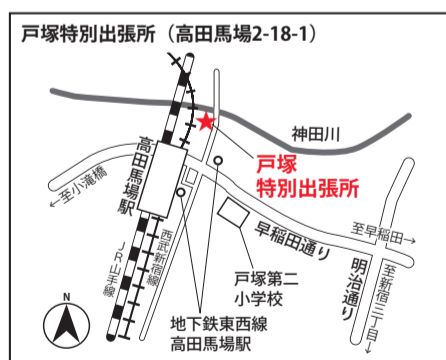 戸塚特別出張所（高田馬場2-18-1）
神田川
戸塚
特別出張所
高田馬場駅
←至小滝橋
早稲田通り
至早稲田→
明治通り
至新宿三丁目→
西武新宿線
JR山手線
戸塚第二
小学校
地下鉄東西線
高田馬場駅
N